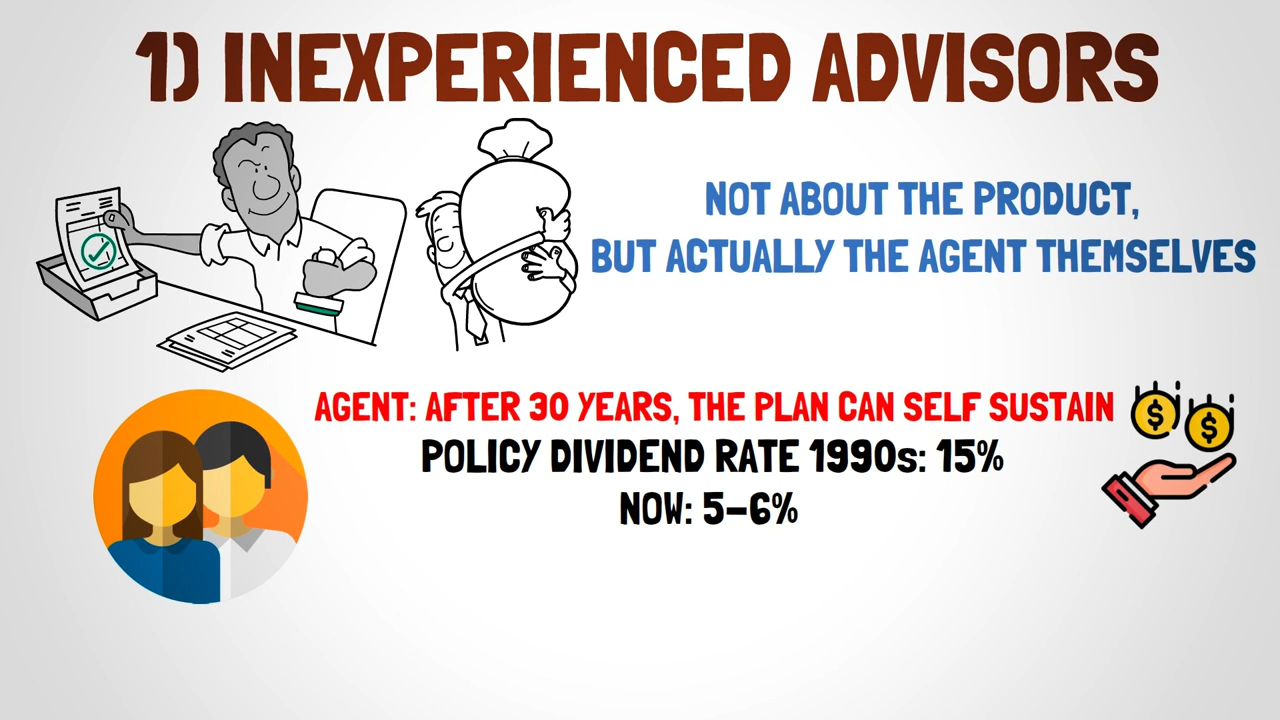 1) INEXPERIENCED ADVISORS
NOT ABOUT THE PRODUCT,
BUT ACTUALLY THE AGENT THEMSELVES
AGENT: AFTER 30 YEARS, THE PLAN CAN SELF SUSTAIN
POLICY DIVIDEND RATE 1990s: 15%
NOW: 5-6%